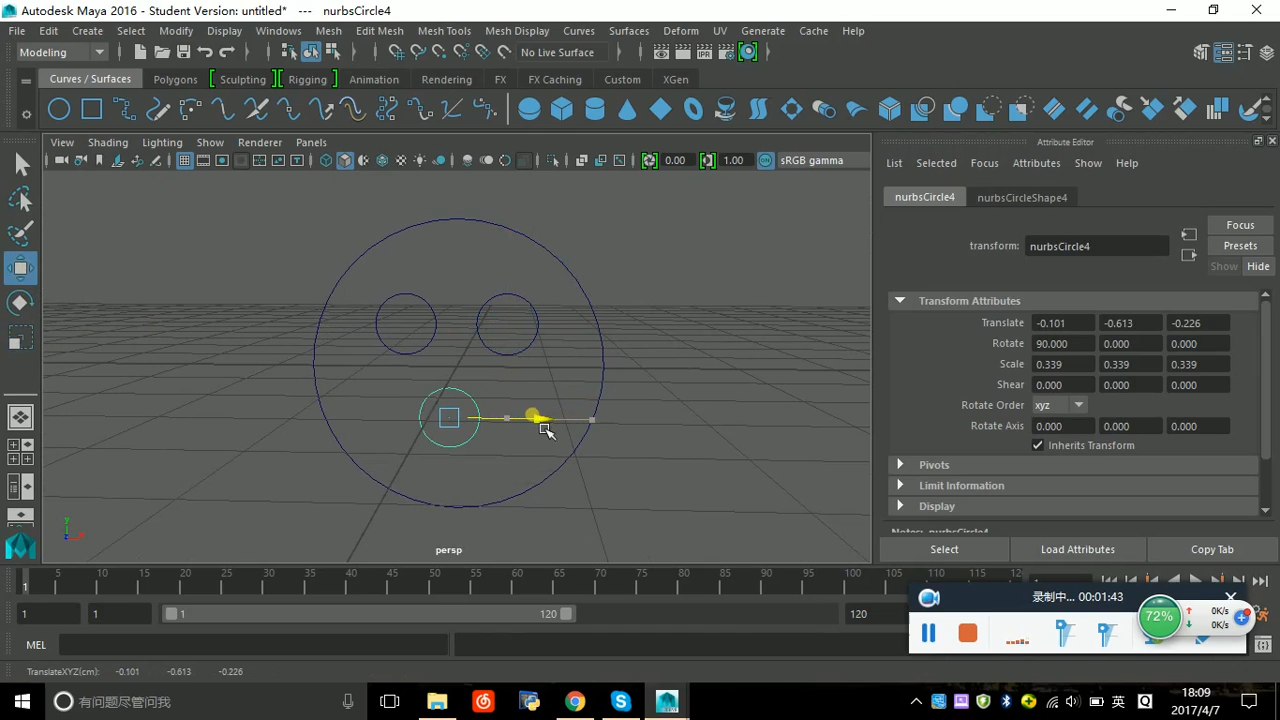 Autodesk Maya 2016 - Student Version: untitled*   ---   nurbsCircle4
File Edit Create Select Modify Display Windows Mesh Edit Mesh Mesh Tools Mesh Display Curves Surfaces Deform UV Generate Cache Help
Modeling No Live Surface
Curves / Surfaces Polygons Sculpting Rigging Animation Rendering FX FX Caching Custom XGen
View Shading Lighting Show Renderer Panels
0.00 1.00 sRGB gamma
persp
Attribute Editor
List Selected Focus Attributes Show Help
nurbsCircle4 nurbsCircleShape4
Focus
transform: nurbsCircle4 Presets
Show Hide
Transform Attributes
Translate -0.101 -0.613 -0.226
Rotate 90.000 0.000 0.000
Scale 0.339 0.339 0.339
Shear 0.000 0.000 0.000
Rotate Order xyz
Rotate Axis 0.000 0.000 0.000
Inherits Transform
Pivots
Limit Information
Display
Notes: nurbsCircle4
Select Load Attributes Copy Tab
1 5 10 15 20 25 30 35 40 45 50 55 60 65 70 75 80 85 90 95 100 105 110 115 12 1
1 1 1 120 120
录制中... 00:01:43
72% 0K/s
0K/s
MEL
TranslateXYZ(cm): -0.101 -0.613 -0.226
有问题尽管问我
英
18:09
2017/4/7